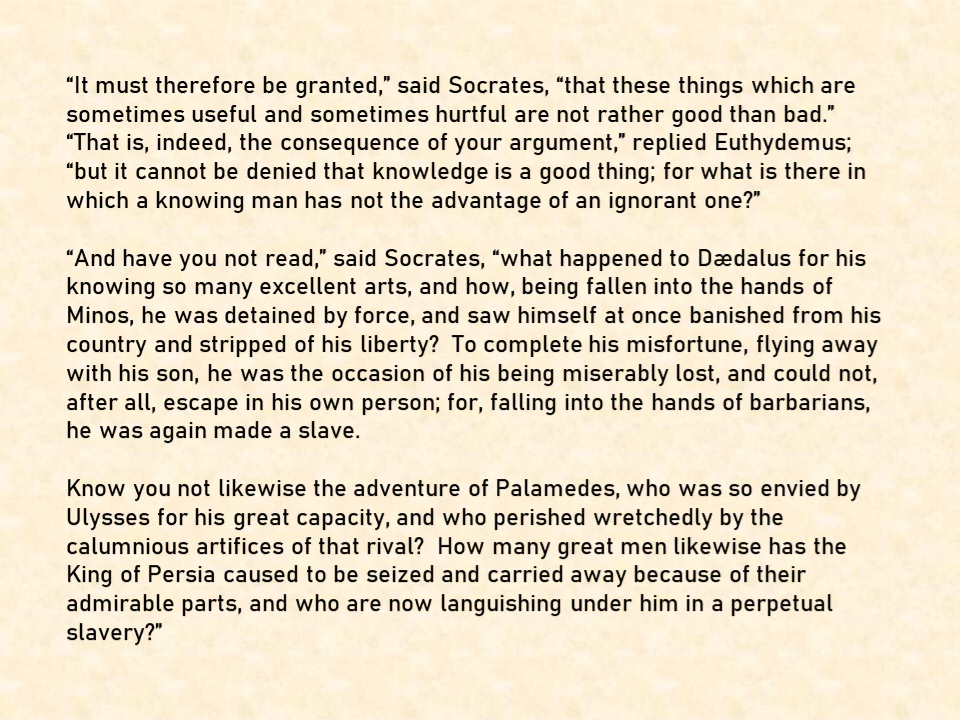 “It must therefore be granted,” said Socrates, “that these things which are
sometimes useful and sometimes hurtful are not rather good than bad.”
“That is, indeed, the consequence of your argument,” replied Euthydemus;
“but it cannot be denied that knowledge is a good thing; for what is there in
which a knowing man has not the advantage of an ignorant one?”
“And have you not read,” said Socrates, “what happened to Dædalus for his
knowing so many excellent arts, and how, being fallen into the hands of
Minos, he was detained by force, and saw himself at once banished from his
country and stripped of his liberty?  To complete his misfortune, flying away
with his son, he was the occasion of his being miserably lost, and could not,
after all, escape in his own person; for, falling into the hands of barbarians,
he was again made a slave.
Know you not likewise the adventure of Palamedes, who was so envied by
Ulysses for his great capacity, and who perished wretchedly by the
calumnious artifices of that rival?  How many great men likewise has the
King of Persia caused to be seized and carried away because of their
admirable parts, and who are now languishing under him in a perpetual
slavery?”